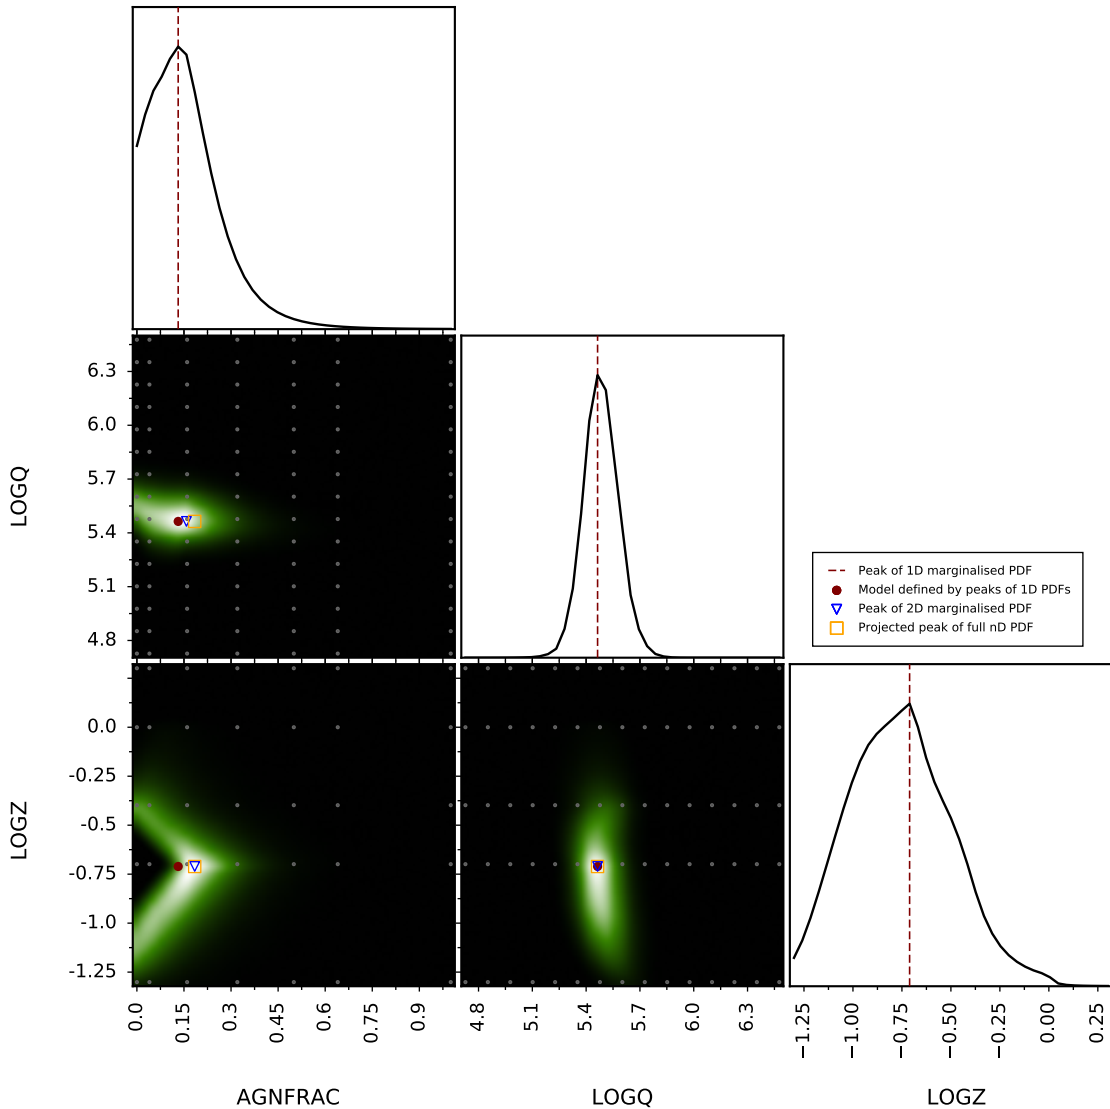 LOGQ
6.3
6.0
5.7
5.4
5.1
4.8
Peak of 1D marginalised PDF
Model defined by peaks of 1D PDFs
Peak of 2D marginalised PDF
Projected peak of full nD PDF
LOGZ
0.0
-0.25
-0.5
-0.75
-1.0
-1.25
0.0 0.15 0.3 0.45 0.6 0.75 0.9
4.8 5.1 5.4 5.7 6.0 6.3
−1.25 −1.00 −0.75 −0.50 −0.25 0.00 0.25
AGNFRAC LOGQ LOGZ